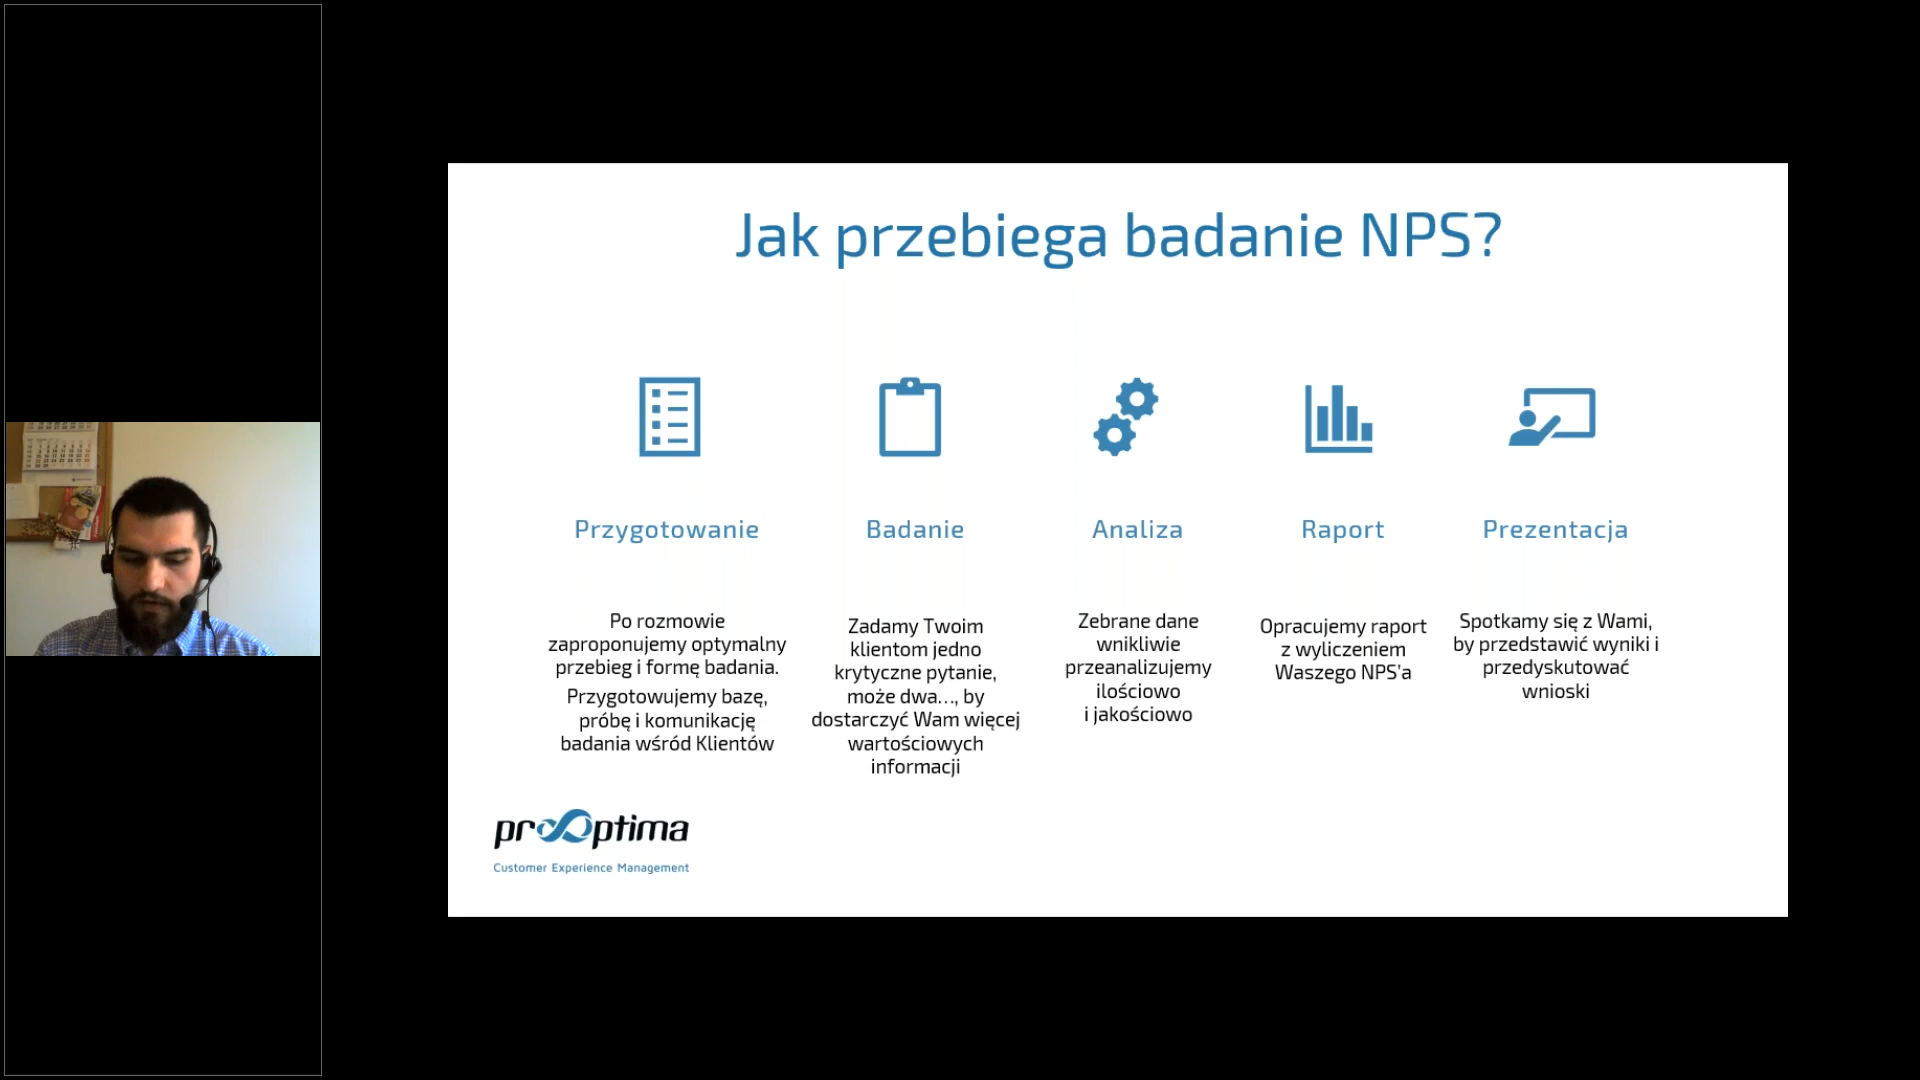 Jak przebiega badanie NPS?
Przygotowanie
Po rozmowie
zaproponujemy optymalny
przebieg i formę badania.
Przygotowujemy bazę,
próbę i komunikację
badania wśród Klientów
Badanie
Zadamy Twoim
klientom jedno
krytyczne pytanie,
może dwa..., by
dostarczyć Wam więcej
wartościowych
informacji
Analiza
Zebrane dane
wnikliwie
przeanalizujemy
ilościowo
i jakościowo
Raport
Opracujemy raport
z wyliczeniem
Waszego NPS'a
Prezentacja
Spotkamy się z Wami,
by przedstawić wyniki i
przedyskutować
wnioski
proOptima
Customer Experience Management